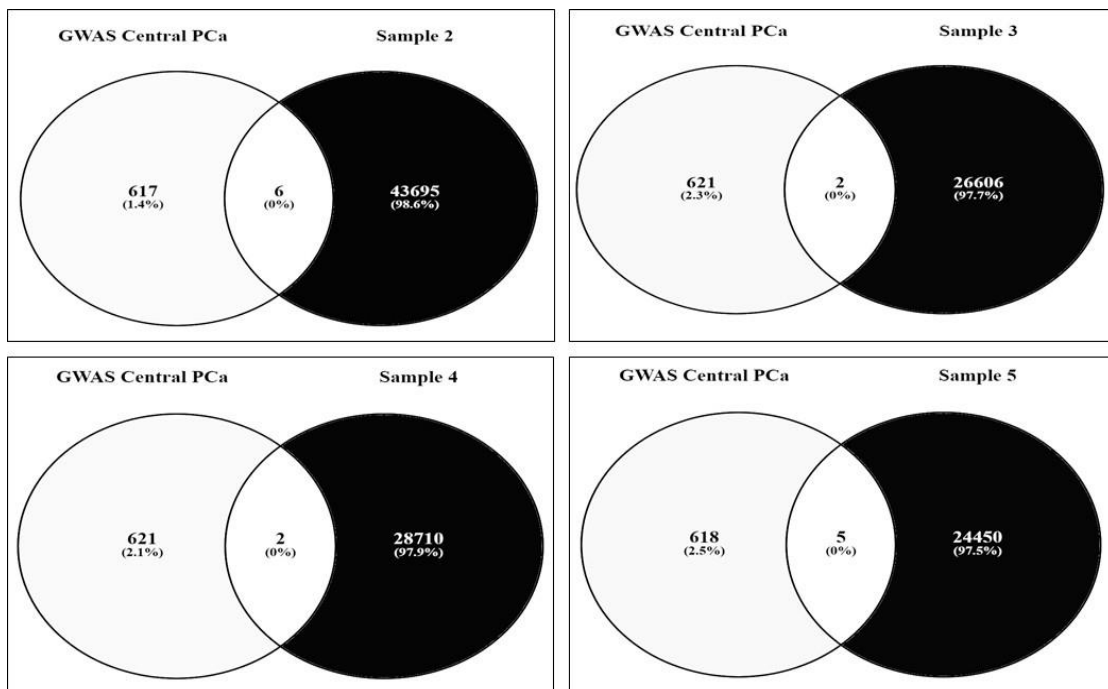 GWAS Central PCa Sample 2
617 6 43695
(1.4%) (0%) (98.6%)
GWAS Central PCa Sample 3
621 2 26606
(2.3%) (0%) (97.7%)
GWAS Central PCa Sample 4
621 2 28710
(2.1%) (0%) (97.9%)
GWAS Central PCa Sample 5
618 5 24450
(2.5%) (0%) (97.5%)